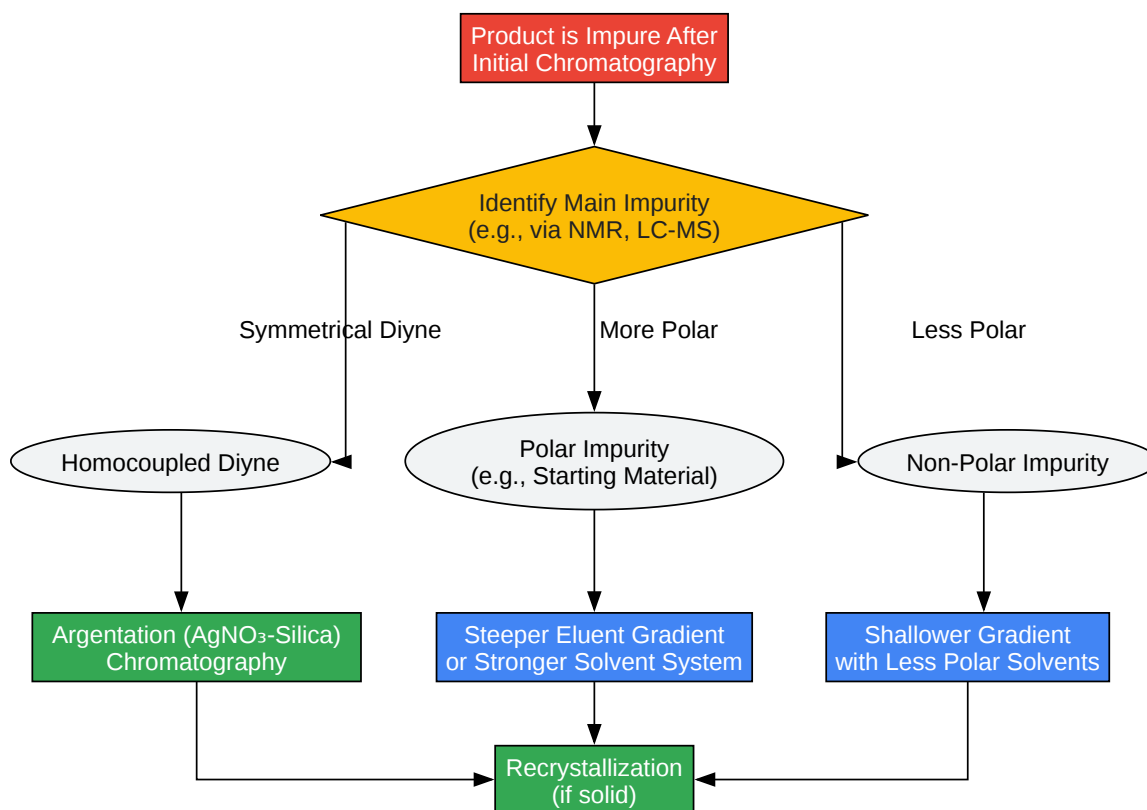 Product is Impure After
Initial Chromatography
Identify Main Impurity
(e.g., via NMR, LC-MS)
Symmetrical Diyne
More Polar
Less Polar
Homocoupled Diyne
Polar Impurity
(e.g., Starting Material)
Non-Polar Impurity
Argentation (AgNO₃-Silica)
Chromatography
Steeper Eluent Gradient
or Stronger Solvent System
Shallower Gradient
with Less Polar Solvents
Recrystallization
(if solid)